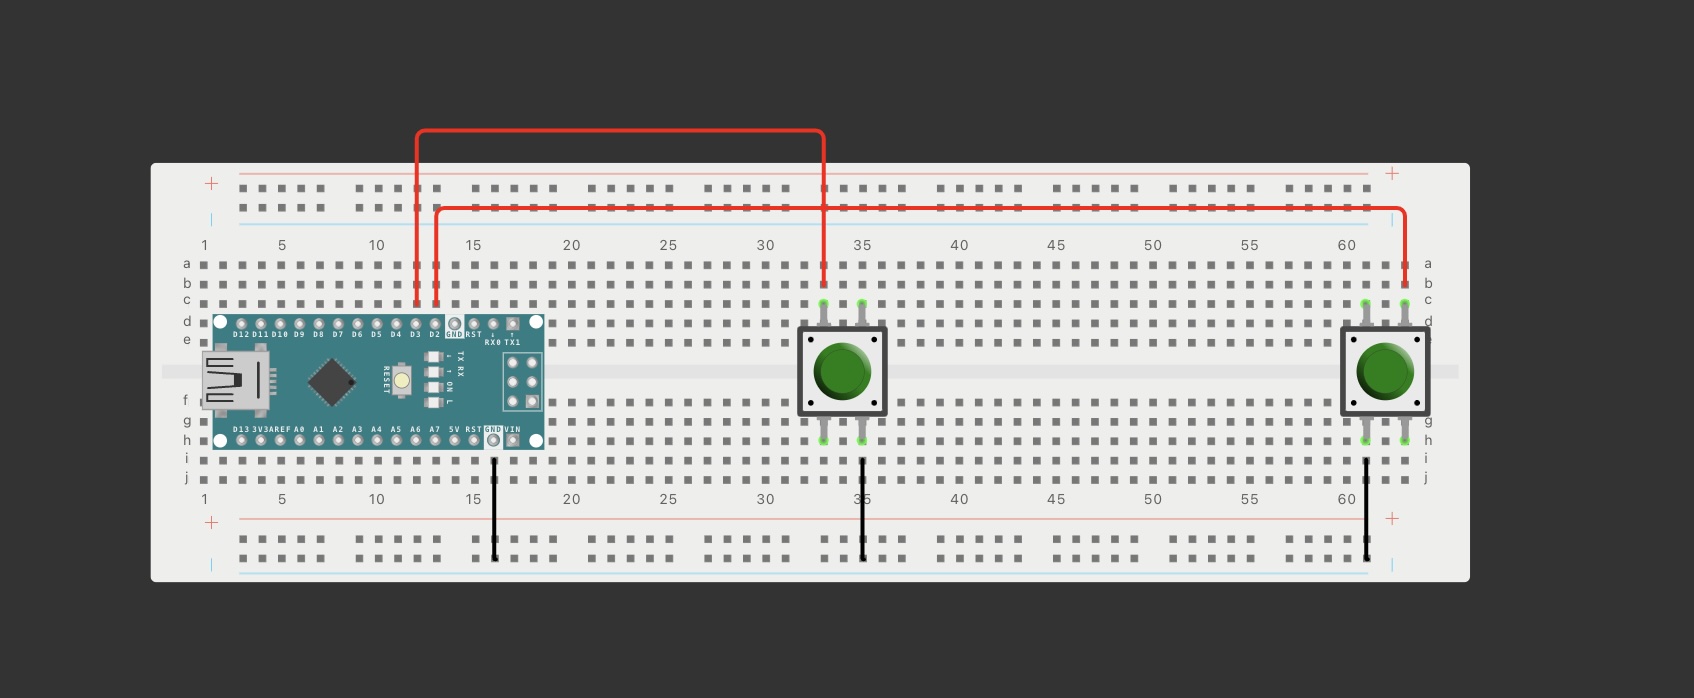 + +
1 5 10 15 20 25 30 35 40 45 50 55 60
a a
b b
c c
d d
e e
D12 D11 D10 D9 D8 D7 D6 D5 D4 D3 D2 GND RST ↓ ↑
RX0 TX1
RESET
TX RX
↓ ↑ ON L
f f
g g
D13 3V3 AREF A0 A1 A2 A3 A4 A5 A6 A7 5V RST GND VIN
h h
i i
j j
1 5 10 15 20 25 30 35 40 45 50 55 60
+ +